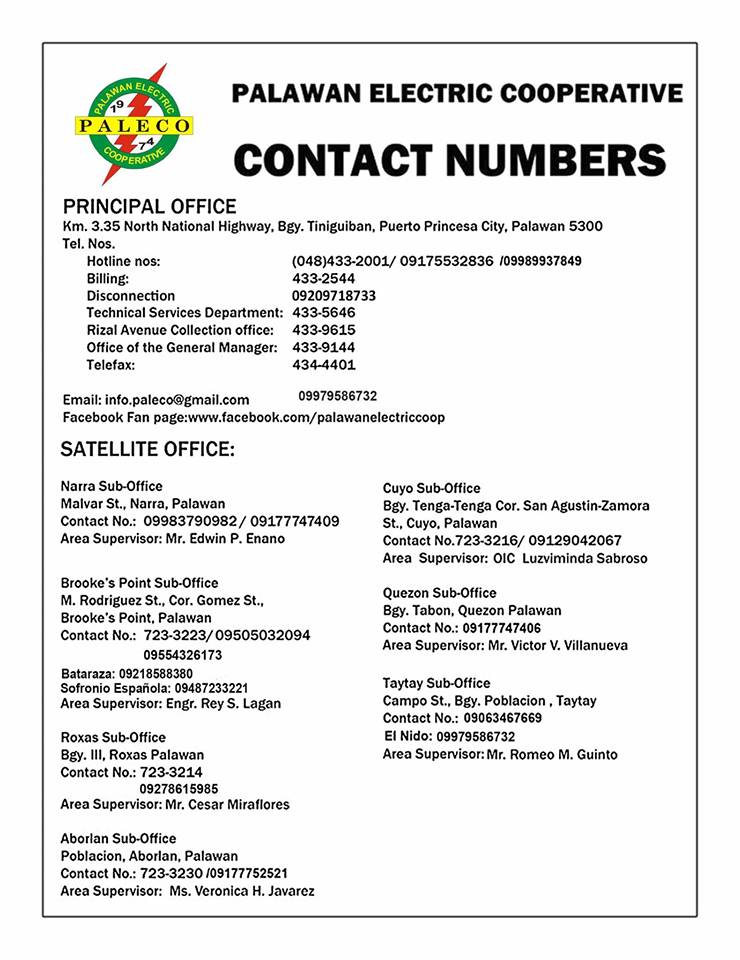 PALAWAN ELECTRIC
19
PALECO
74
COOPERATIVE
PALAWAN ELECTRIC COOPERATIVE
CONTACT NUMBERS
PRINCIPAL OFFICE
Km. 3.35 North National Highway, Bgy. Tiniguiban, Puerto Princesa City, Palawan 5300
Tel. Nos.
Hotline nos: (048)433-2001/ 09175532836 /09989937849
Billing: 433-2544
Disconnection 09209718733
Technical Services Department: 433-5646
Rizal Avenue Collection office: 433-9615
Office of the General Manager: 433-9144
Telefax: 434-4401
Email: info.paleco@gmail.com 09979586732
Facebook Fan page:www.facebook.com/palawanelectriccoop
SATELLITE OFFICE:
Narra Sub-Office
Malvar St., Narra, Palawan
Contact No.: 09983790982/ 09177747409
Area Supervisor: Mr. Edwin P. Enano
Brooke's Point Sub-Office
M. Rodriguez St., Cor. Gomez St.,
Brooke's Point, Palawan
Contact No.: 723-3223/09505032094
09554326173
Bataraza: 09218588380
Sofronio Española: 09487233221
Area Supervisor: Engr. Rey S. Lagan
Roxas Sub-Office
Bgy. III, Roxas Palawan
Contact No.: 723-3214
09278615985
Area Supervisor: Mr. Cesar Miraflores
Aborlan Sub-Office
Poblacion, Aborlan, Palawan
Contact No.: 723-3230 /09177752521
Area Supervisor: Ms. Veronica H. Javarez
Cuyo Sub-Office
Bgy. Tenga-Tenga Cor. San Agustin-Zamora
St., Cuyo, Palawan
Contact No.723-3216/ 09129042067
Area Supervisor: OIC Luzviminda Sabroso
Quezon Sub-Office
Bgy. Tabon, Quezon Palawan
Contact No.: 09177747406
Area Supervisor: Mr. Victor V. Villanueva
Taytay Sub-Office
Campo St., Bgy. Poblacion , Taytay
Contact No.: 09063467669
El Nido: 09979586732
Area Supervisor: Mr. Romeo M. Guinto